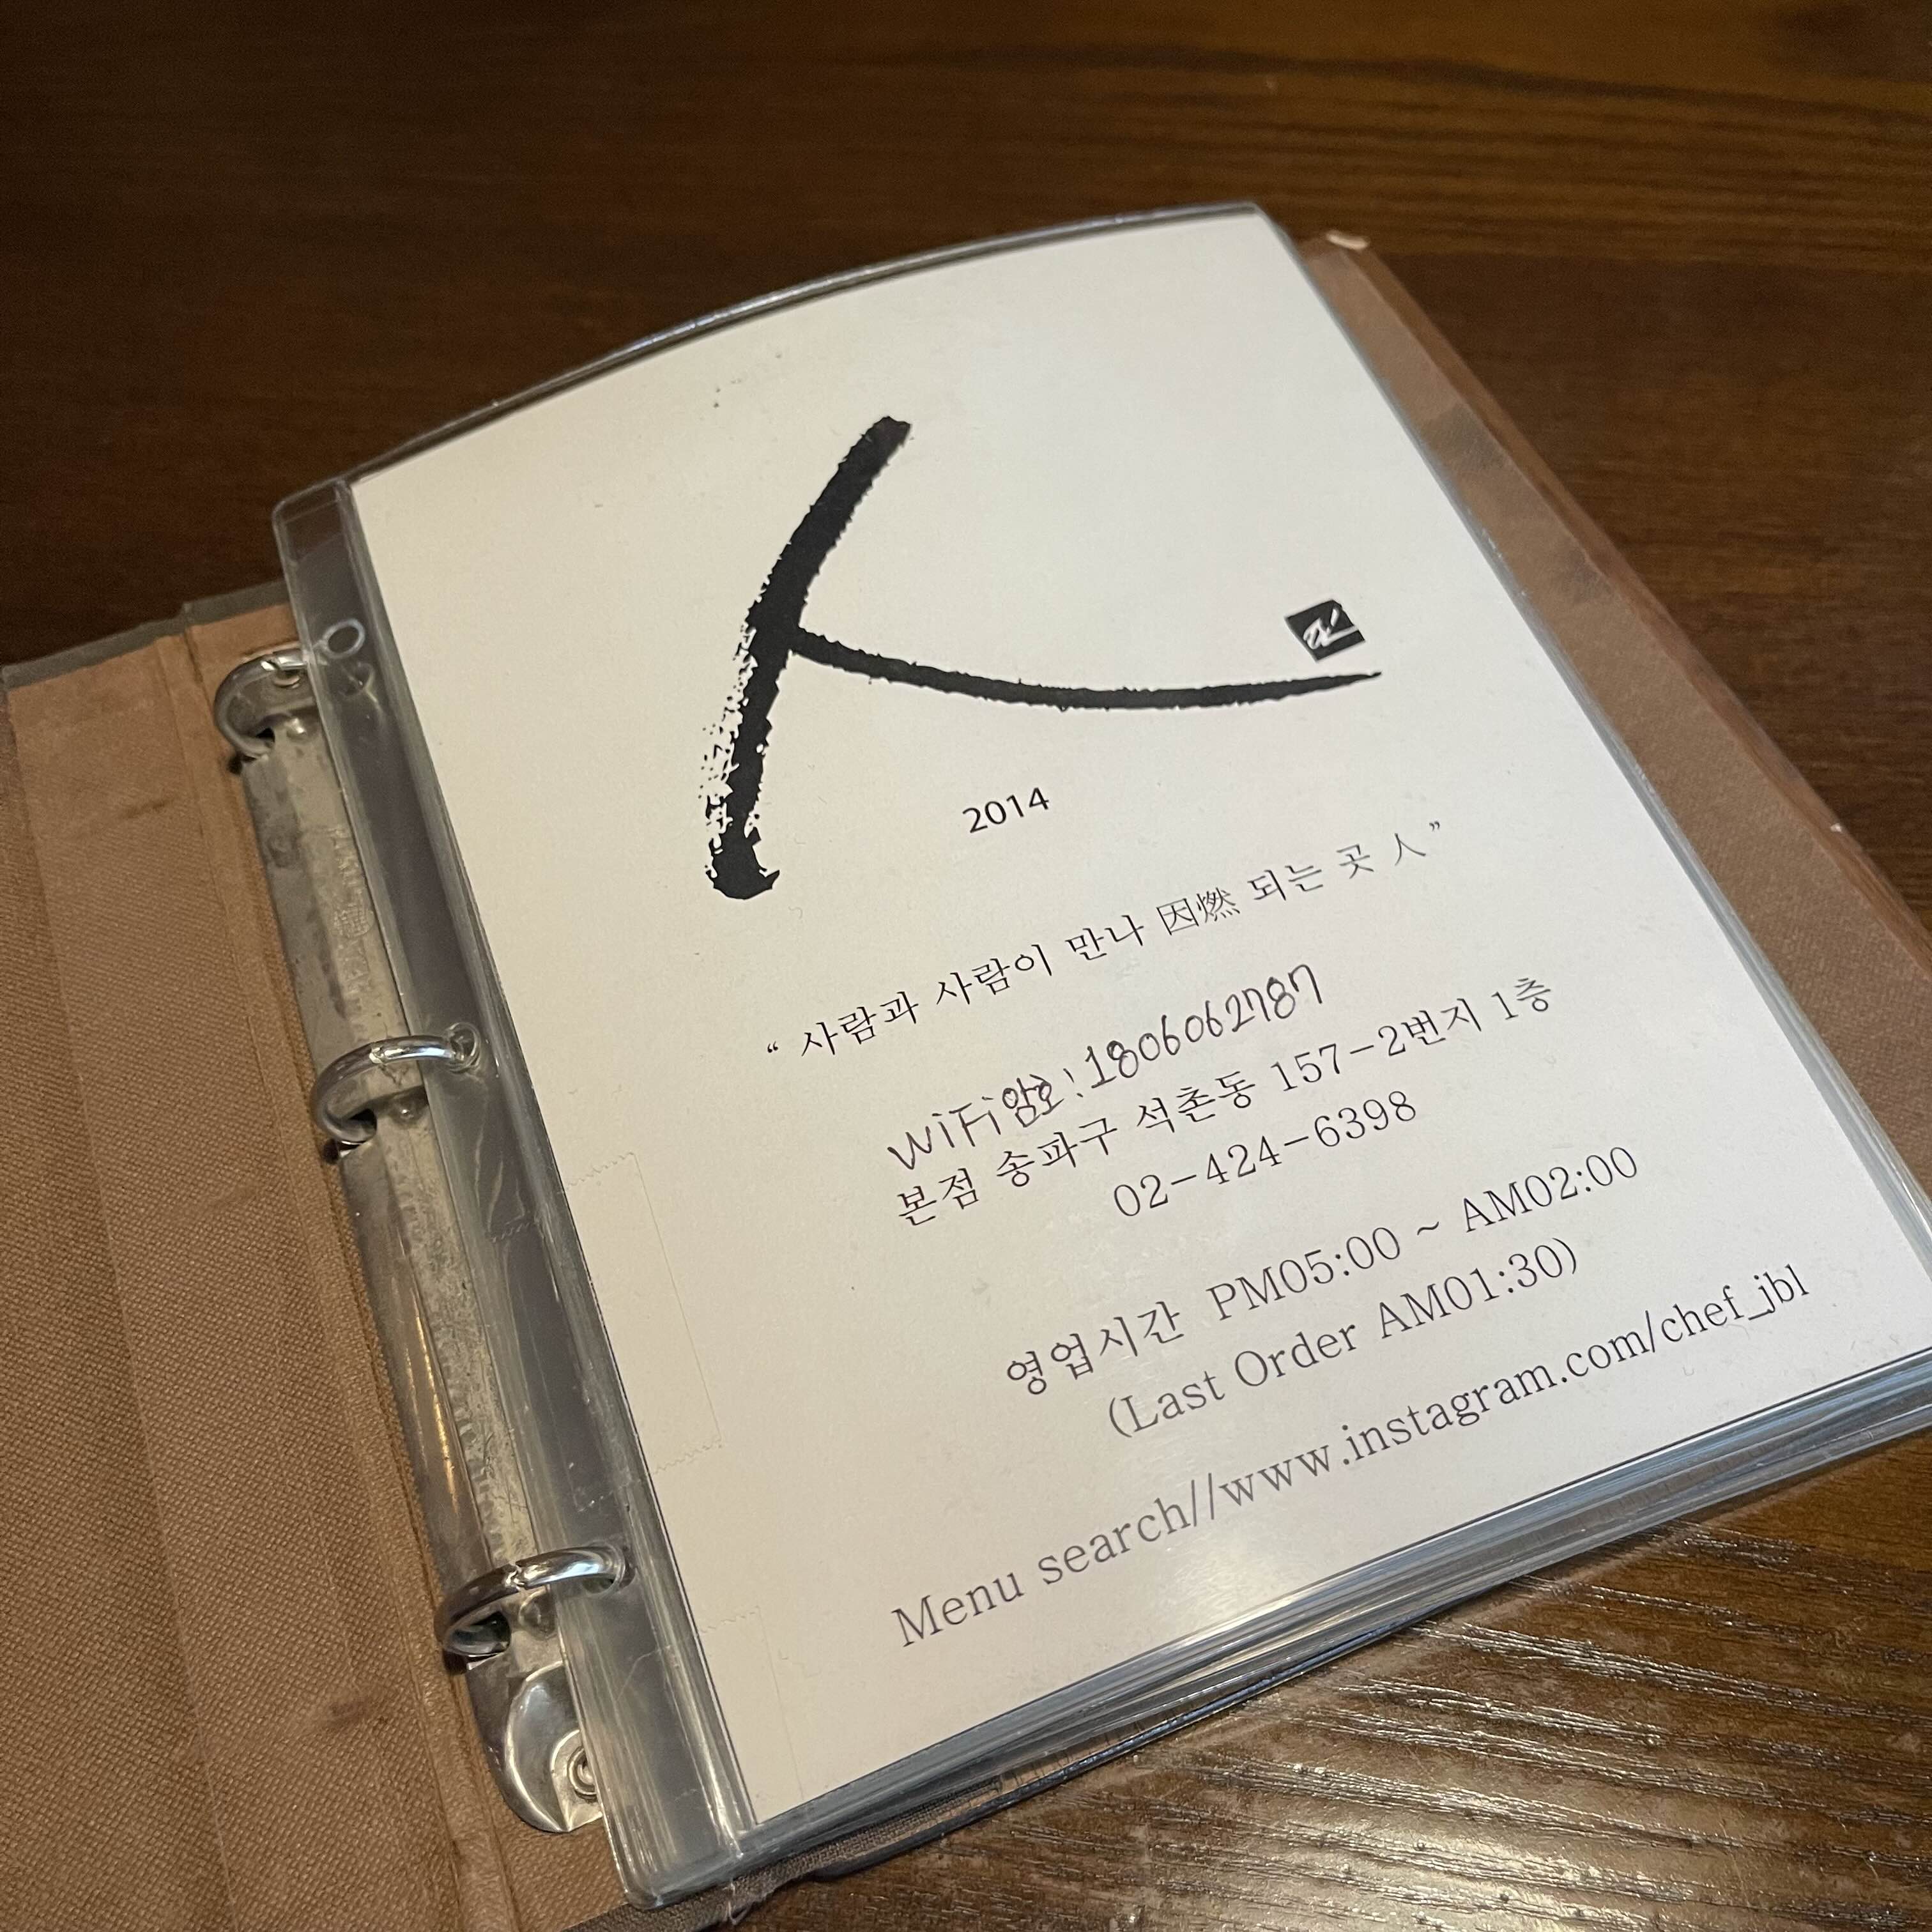 人
인
2014
“ 사람과 사람이 만나 因燃 되는 곳 人 ”
WiFi암호: 1806062787
본점 송파구 석촌동 157-2번지 1층
02-424-6398
영업시간 PM05:00 ~ AM02:00
(Last Order AM01:30)
Menu search//www.instagram.com/chef_jbl